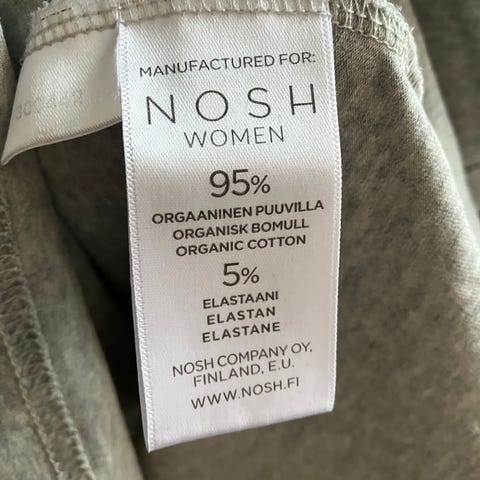 MANUFACTURED FOR:
NOSH
WOMEN
95%
ORGAANINEN PUUVILLA
ORGANISK BOMULL
ORGANIC COTTON
5%
ELASTAANI
ELASTAN
ELASTANE
NOSH COMPANY OY,
FINLAND, E.U.
WWW.NOSH.FI